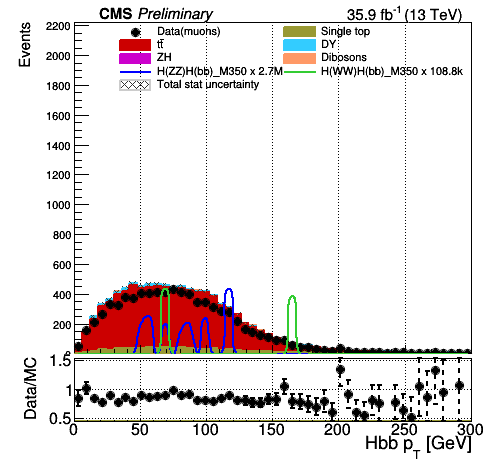 CMS Preliminary 35.9 fb⁻¹ (13 TeV)
Events
Data(muons) Single top
tt̄ DY
ZH Dibosons
H(ZZ)H(bb)_M350 x 2.7M H(WW)H(bb)_M350 x 108.8k
Total stat uncertainty
2200
2000
1800
1600
1400
1200
1000
800
600
400
200
0
Data/MC
1.5
1
0.5
0 50 100 150 200 250 300
Hbb p_T [GeV]